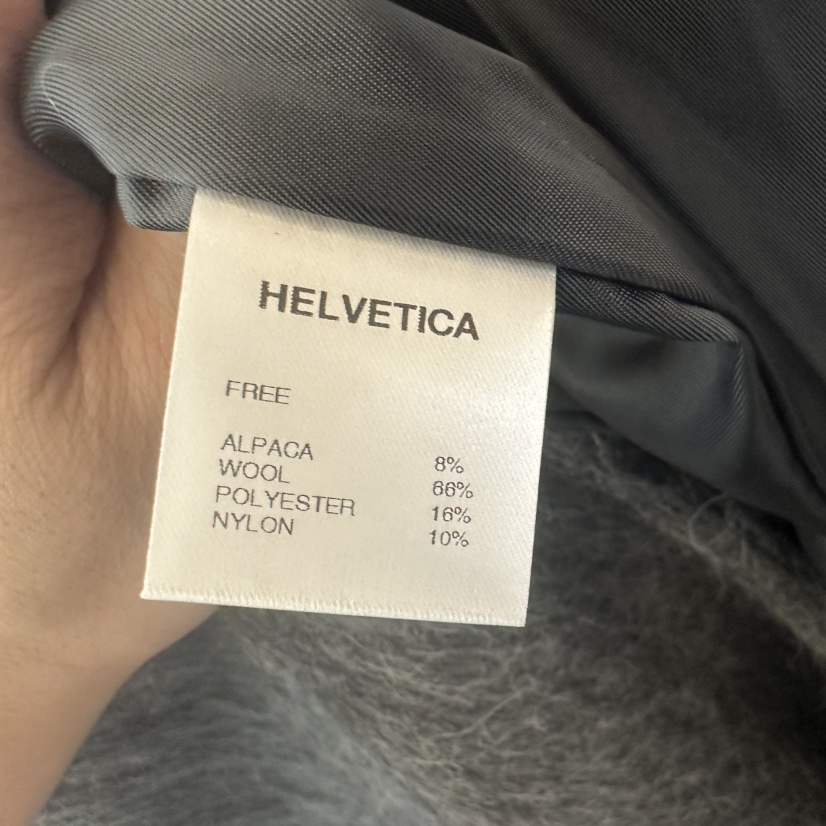 HELVETICA
FREE
ALPACA 8%
WOOL 66%
POLYESTER 16%
NYLON 10%